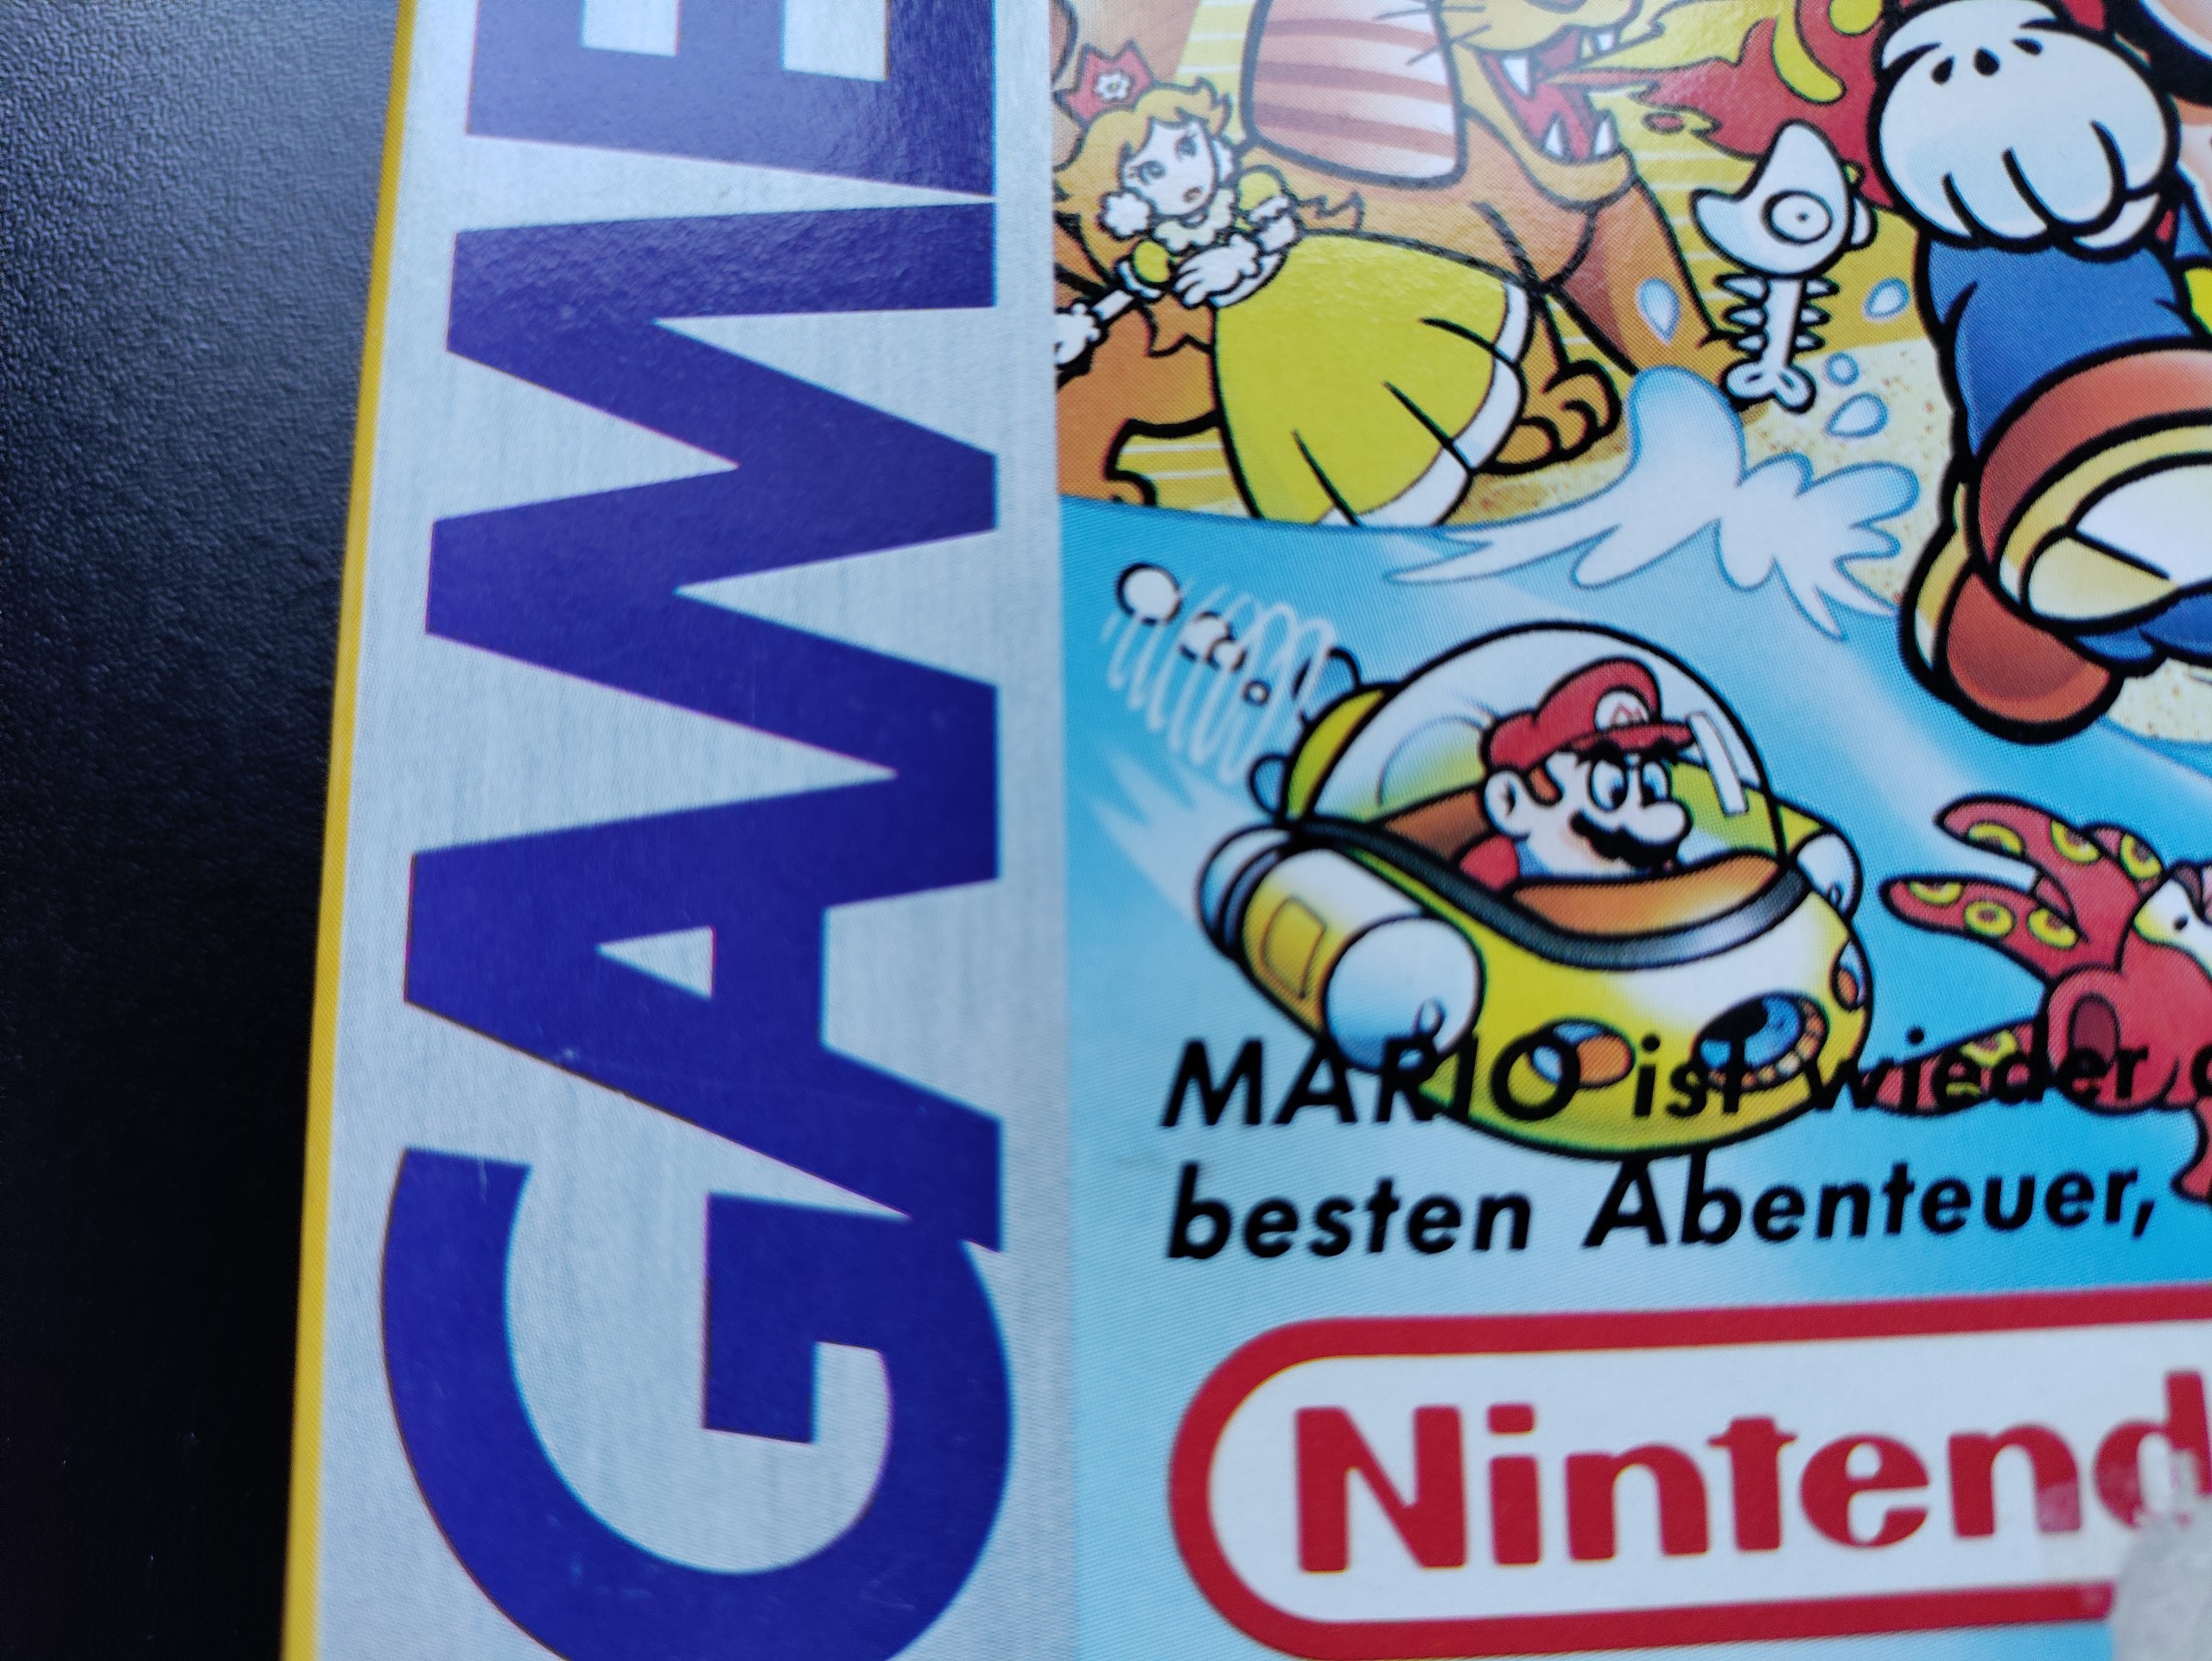 GAME
MARIO ist wieder
besten Abenteuer,
Nintend